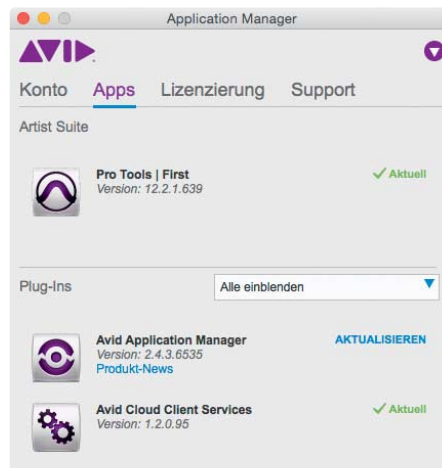 Application Manager
AVID
Konto Apps Lizenzierung Support
Artist Suite
Pro Tools | First
Version: 12.2.1.639
Aktuell
Plug-Ins
Alle einblenden
Avid Application Manager
AKTUALISIEREN
Version: 2.4.3.6535
Produkt-News
Avid Cloud Client Services
Aktuell
Version: 1.2.0.95